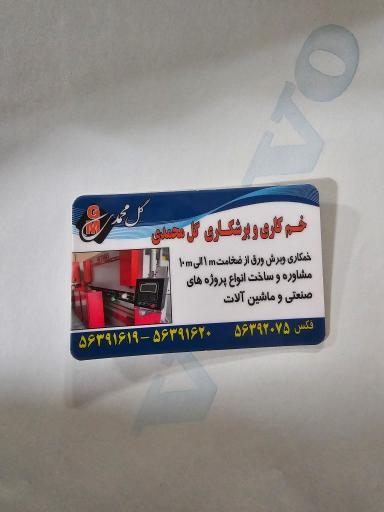 گل محمدی
خم کاری و برشکاری گل محمدی
خمکاری وبرش ورق از ضخامت ۱m الی ۱۰m
مشاوره و ساخت انواع پروژه های
صنعتی و ماشین آلات
فکس ۵۶۳۹۲۰۷۵ ۵۶۳۹۱۶۱۹-۵۶۳۹۱۶۲۰